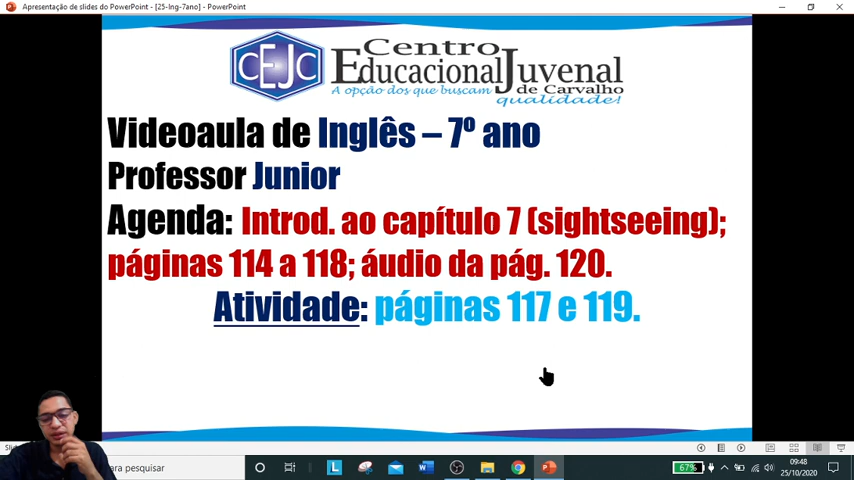 Apresentação de slides do PowerPoint - [25-Ing-7ano] - PowerPoint
CEJC
Centro
Educacional Juvenal
de Carvalho
A opção dos que buscam
qualidade!
Videoaula de Inglês – 7º ano
Professor Junior
Agenda: Introd. ao capítulo 7 (sightseeing);
páginas 114 a 118; áudio da pág. 120.
Atividade: páginas 117 e 119.
para pesquisar
67%
09:48
25/10/2020